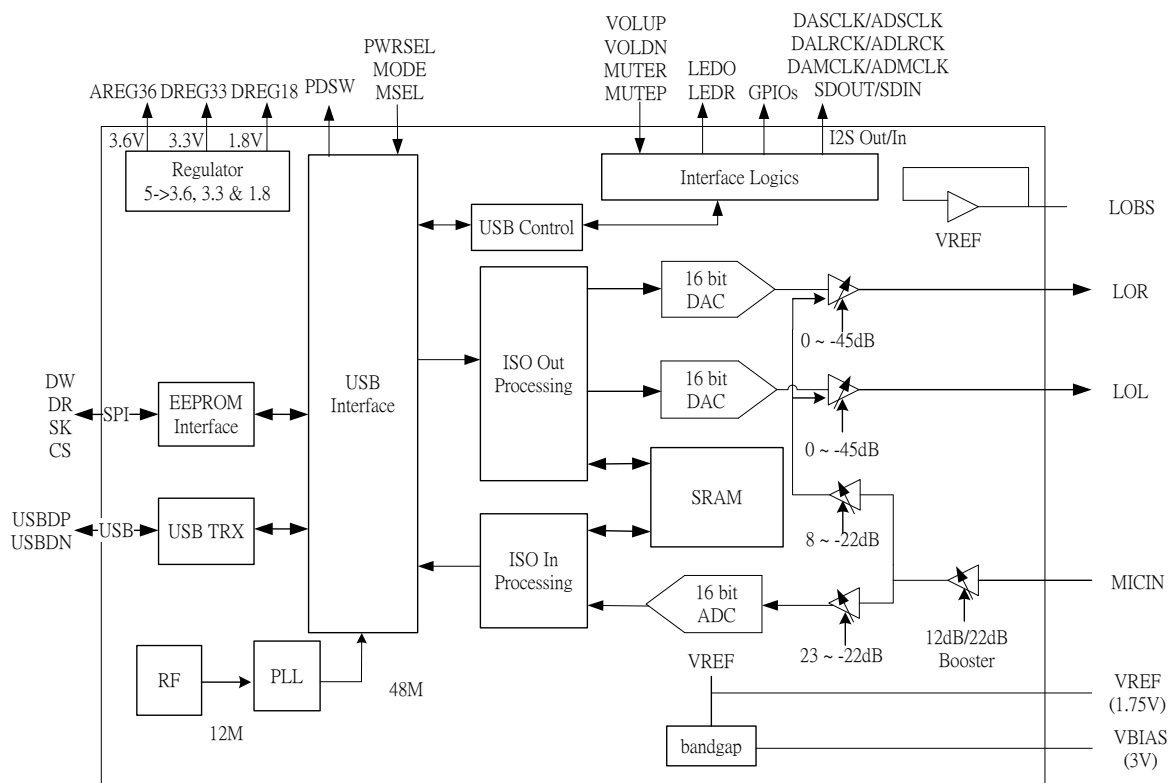 VOLUP
VOLDN
MUTER
MUTEP
DASCLK/ADSCLK
DALRCK/ADLRCK
DAMCLK/ADMCLK
SDOUT/SDIN
PWRSEL
MODE
MSEL
LEDO
LEDR
GPIOs
AREG36
DREG33
DREG18
PDSW
3.6V
3.3V
1.8V
I2S Out/In
Regulator
5->3.6, 3.3 & 1.8
Interface Logics
USB Control
VREF
LOBS
16 bit
DAC
LOR
0 ~ -45dB
ISO Out
Processing
USB
Interface
16 bit
DAC
LOL
0 ~ -45dB
DW
DR
SK
CS
SPI
EEPROM
Interface
SRAM
8 ~ -22dB
USBDP
USBDN
USB
USB TRX
ISO In
Processing
16 bit
ADC
MICIN
23 ~ -22dB
12dB/22dB
Booster
RF
PLL
12M
48M
VREF
VREF
(1.75V)
bandgap
VBIAS
(3V)